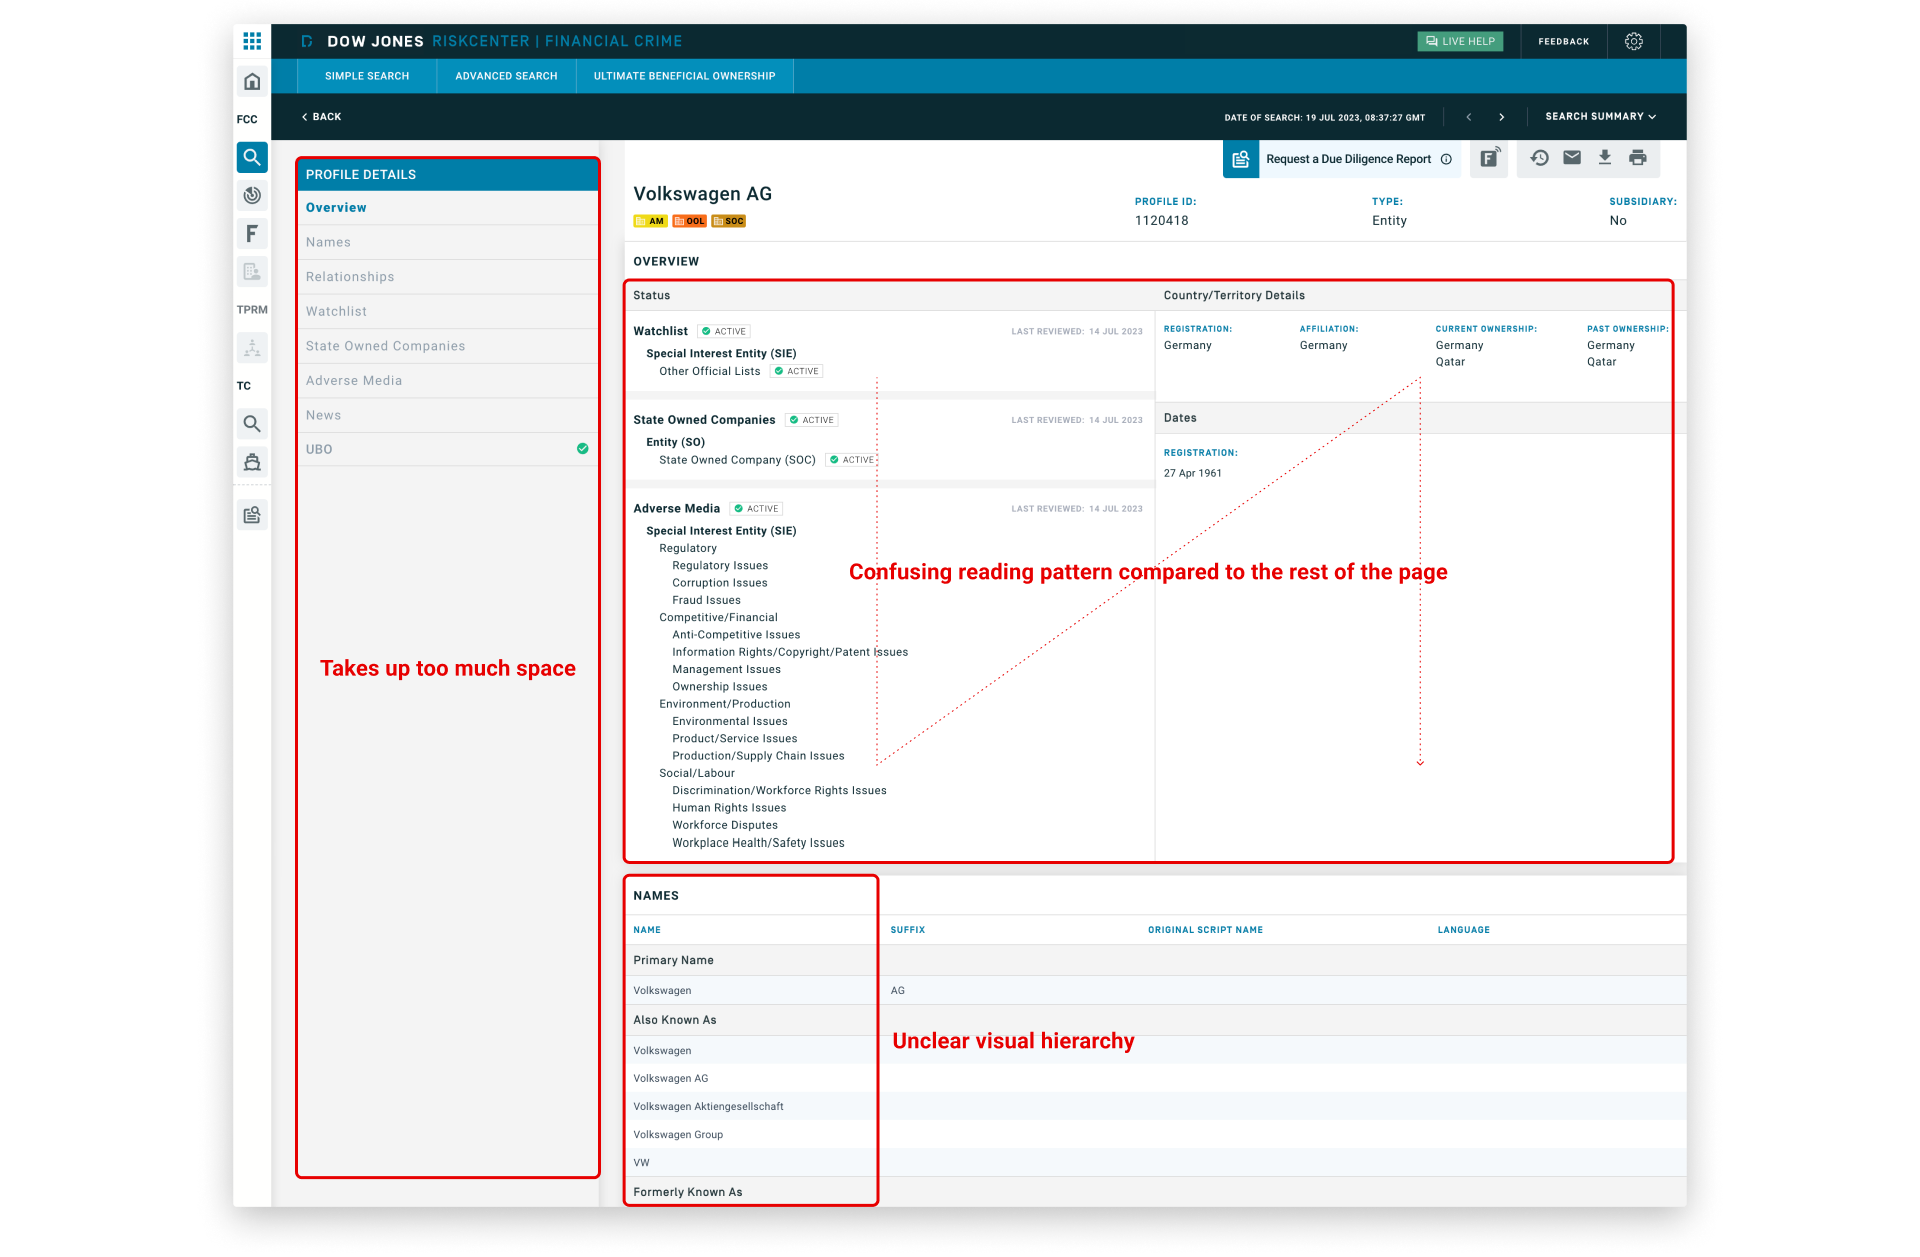 DOW JONES RISKCENTER | FINANCIAL CRIME
LIVE HELP
FEEDBACK
SIMPLE SEARCH
ADVANCED SEARCH
ULTIMATE BENEFICIAL OWNERSHIP
BACK
DATE OF SEARCH: 19 JUL 2023, 08:37:27 GMT
SEARCH SUMMARY
FCC
F
TPRM
TC
PROFILE DETAILS
Overview
Names
Relationships
Watchlist
State Owned Companies
Adverse Media
News
UBO
Takes up too much space
Request a Due Diligence Report
F
Volkswagen AG
AM
OOL
SOC
PROFILE ID:
1120418
TYPE:
Entity
SUBSIDIARY:
No
OVERVIEW
Status
Watchlist ACTIVE LAST REVIEWED: 14 JUL 2023
Special Interest Entity (SIE)
Other Official Lists ACTIVE
State Owned Companies ACTIVE LAST REVIEWED: 14 JUL 2023
Entity (SO)
State Owned Company (SOC) ACTIVE
Adverse Media ACTIVE LAST REVIEWED: 14 JUL 2023
Special Interest Entity (SIE)
Regulatory
Regulatory Issues
Corruption Issues
Fraud Issues
Competitive/Financial
Anti-Competitive Issues
Information Rights/Copyright/Patent Issues
Management Issues
Ownership Issues
Environment/Production
Environmental Issues
Product/Service Issues
Production/Supply Chain Issues
Social/Labour
Discrimination/Workforce Rights Issues
Human Rights Issues
Workforce Disputes
Workplace Health/Safety Issues
Country/Territory Details
REGISTRATION:
Germany
AFFILIATION:
Germany
CURRENT OWNERSHIP:
Germany
Qatar
PAST OWNERSHIP:
Germany
Qatar
Dates
REGISTRATION:
27 Apr 1961
Confusing reading pattern compared to the rest of the page
NAMES
NAME SUFFIX ORIGINAL SCRIPT NAME LANGUAGE
Primary Name
Volkswagen AG
Also Known As
Volkswagen
Volkswagen AG
Volkswagen Aktiengesellschaft
Volkswagen Group
VW
Formerly Known As
Unclear visual hierarchy